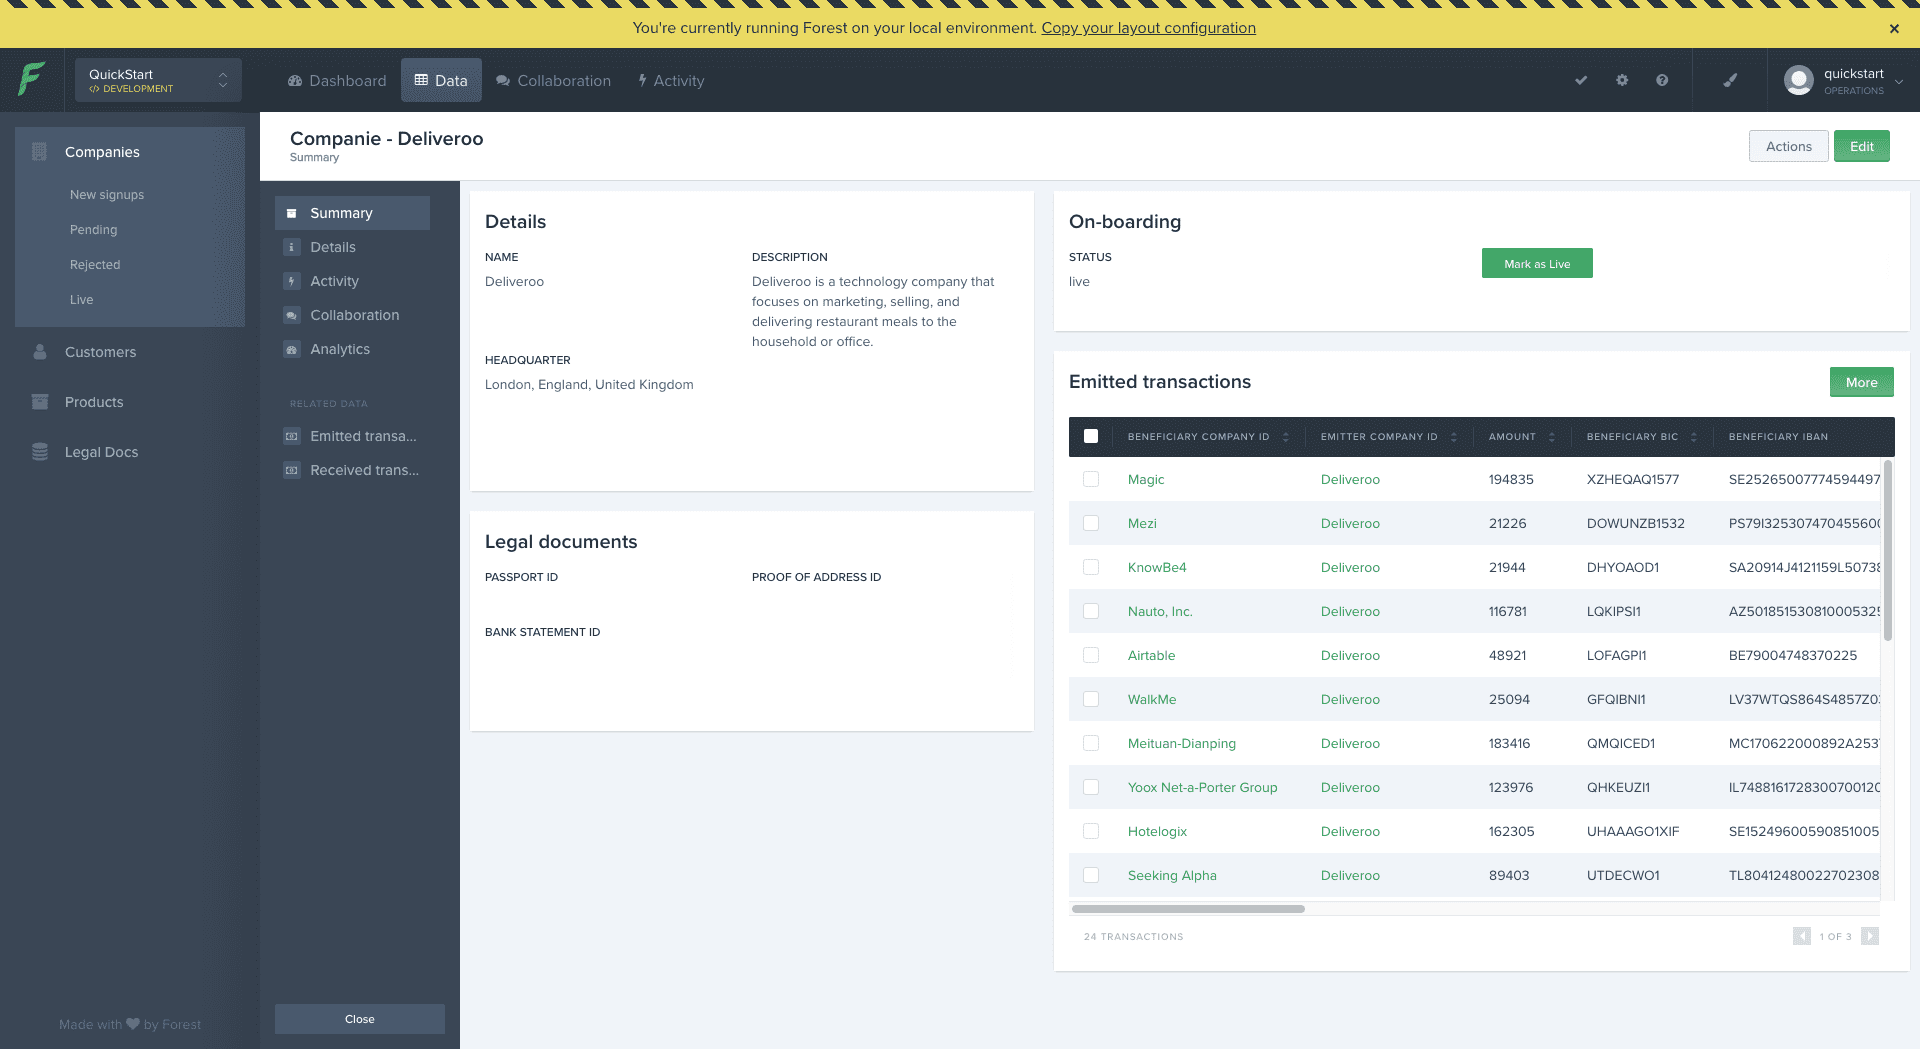 You're currently running Forest on your local environment. Copy your layout configuration
QuickStart
</> DEVELOPMENT
Dashboard
Data
Collaboration
Activity
quickstart
OPERATIONS
Companies
New signups
Pending
Rejected
Live
Customers
Products
Legal Docs
Made with by Forest
Companie - Deliveroo
Summary
Actions
Edit
Summary
Details
Activity
Collaboration
Analytics
RELATED DATA
Emitted transa...
Received trans...
Close
Details
NAME
Deliveroo
DESCRIPTION
Deliveroo is a technology company that
focuses on marketing, selling, and
delivering restaurant meals to the
household or office.
HEADQUARTER
London, England, United Kingdom
Legal documents
PASSPORT ID
PROOF OF ADDRESS ID
BANK STATEMENT ID
On-boarding
STATUS
live
Mark as Live
Emitted transactions
More
BENEFICIARY COMPANY ID EMITTER COMPANY ID AMOUNT BENEFICIARY BIC BENEFICIARY IBAN
Magic Deliveroo 194835 XZHEQAQ1577 SE25265007774594497
Mezi Deliveroo 21226 DOWUNZB1532 PS79I32530747045560
KnowBe4 Deliveroo 21944 DHYOAOD1 SA20914J4121159L5073
Nauto, Inc. Deliveroo 116781 LQKIPSI1 AZ50185153081000532
Airtable Deliveroo 48921 LOFAGPI1 BE79004748370225
WalkMe Deliveroo 25094 GFQIBNI1 LV37WTQS864S4857Z0
Meituan-Dianping Deliveroo 183416 QMQICED1 MC170622000892A253
Yoox Net-a-Porter Group Deliveroo 123976 QHKEUZI1 IL7488161728300700120
Hotelogix Deliveroo 162305 UHAAAGO1XIF SE15249600590851005
Seeking Alpha Deliveroo 89403 UTDECWO1 TL80412480022702308
24 TRANSACTIONS
1 OF 3